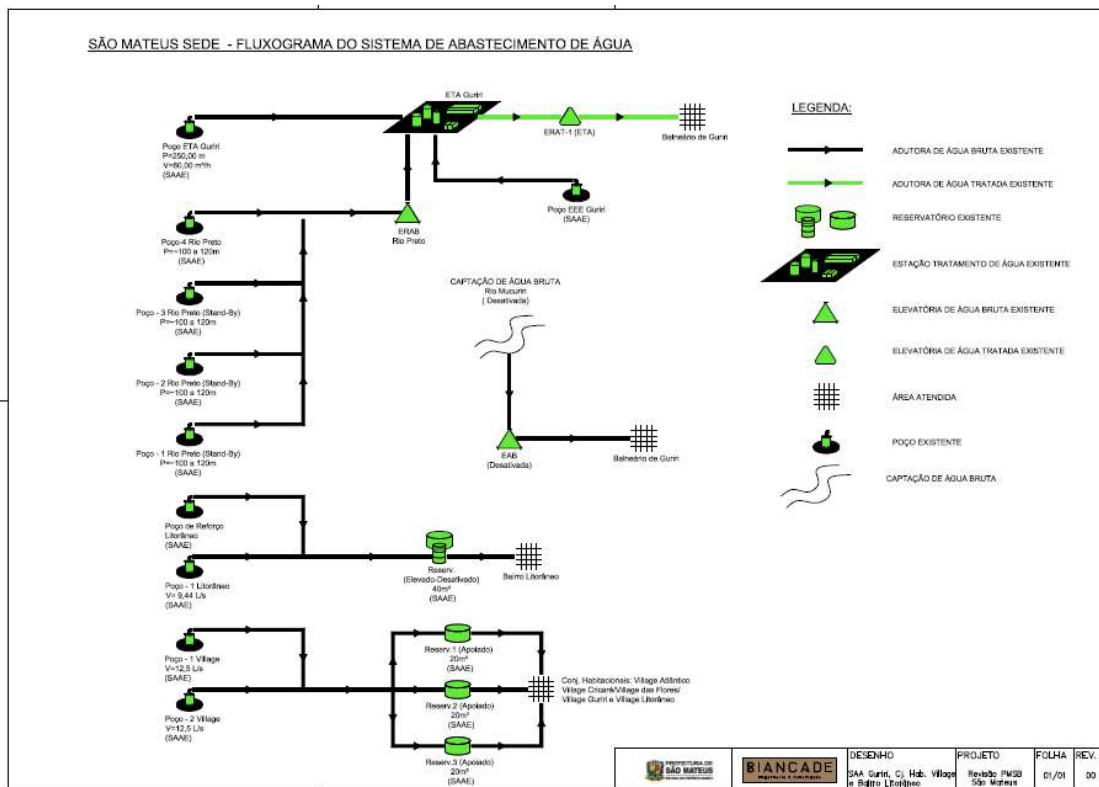 SÃO MATEUS SEDE - FLUXOGRAMA DO SISTEMA DE ABASTECIMENTO DE ÁGUA
ETA Guriri
ERAT-1 (ETA)
Balneário de Guriri
Poço ETA Guriri
P=250,00 m
V=60,00 m³/h
(SAAE)
Poço EEE Guriri
(SAAE)
ERAB
Rio Preto
Poço-4 Rio Preto
P=~100 a 120m
(SAAE)
Poço - 3 Rio Preto (Stand-By)
P=~100 a 120m
(SAAE)
Poço - 2 Rio Preto (Stand-By)
P=~100 a 120m
(SAAE)
Poço - 1 Rio Preto (Stand-By)
P=~100 a 120m
(SAAE)
CAPTAÇÃO DE ÁGUA BRUTA
Rio Mucuriri
( Desativada)
EAB
(Desativada)
Balneário de Guriri
Poço de Reforço
Litorâneo
(SAAE)
Poço - 1 Litorâneo
V= 9,44 L/s
(SAAE)
Reserv.
(Elevado-Desativado)
40m³
(SAAE)
Bairro Litorâneo
Poço - 1 Village
V=12,5 L/s
(SAAE)
Poço - 2 Village
V=12,5 L/s
(SAAE)
Reserv.1 (Apoiado)
20m³
(SAAE)
Reserv.2 (Apoiado)
20m³
(SAAE)
Reserv.3 (Apoiado)
20m³
(SAAE)
Conj. Habitacionais: Village Atlântico
Village Cricaré/Village das Flores/
Village Guriri e Village Litorâneo
LEGENDA:
ADUTORA DE ÁGUA BRUTA EXISTENTE
ADUTORA DE ÁGUA TRATADA EXISTENTE
RESERVATÓRIO EXISTENTE
ESTAÇÃO TRATAMENTO DE ÁGUA EXISTENTE
ELEVATÓRIA DE ÁGUA BRUTA EXISTENTE
ELEVATÓRIA DE ÁGUA TRATADA EXISTENTE
ÁREA ATENDIDA
POÇO EXISTENTE
CAPTAÇÃO DE ÁGUA BRUTA
PREFEITURA DE
SÃO MATEUS
BIANCADE
DESENHO
SAA Guriri, Cj. Hab. Village
e Bairro Litorâneo
PROJETO
Revisão PMSB
São Mateus
FOLHA
01/01
REV.
00